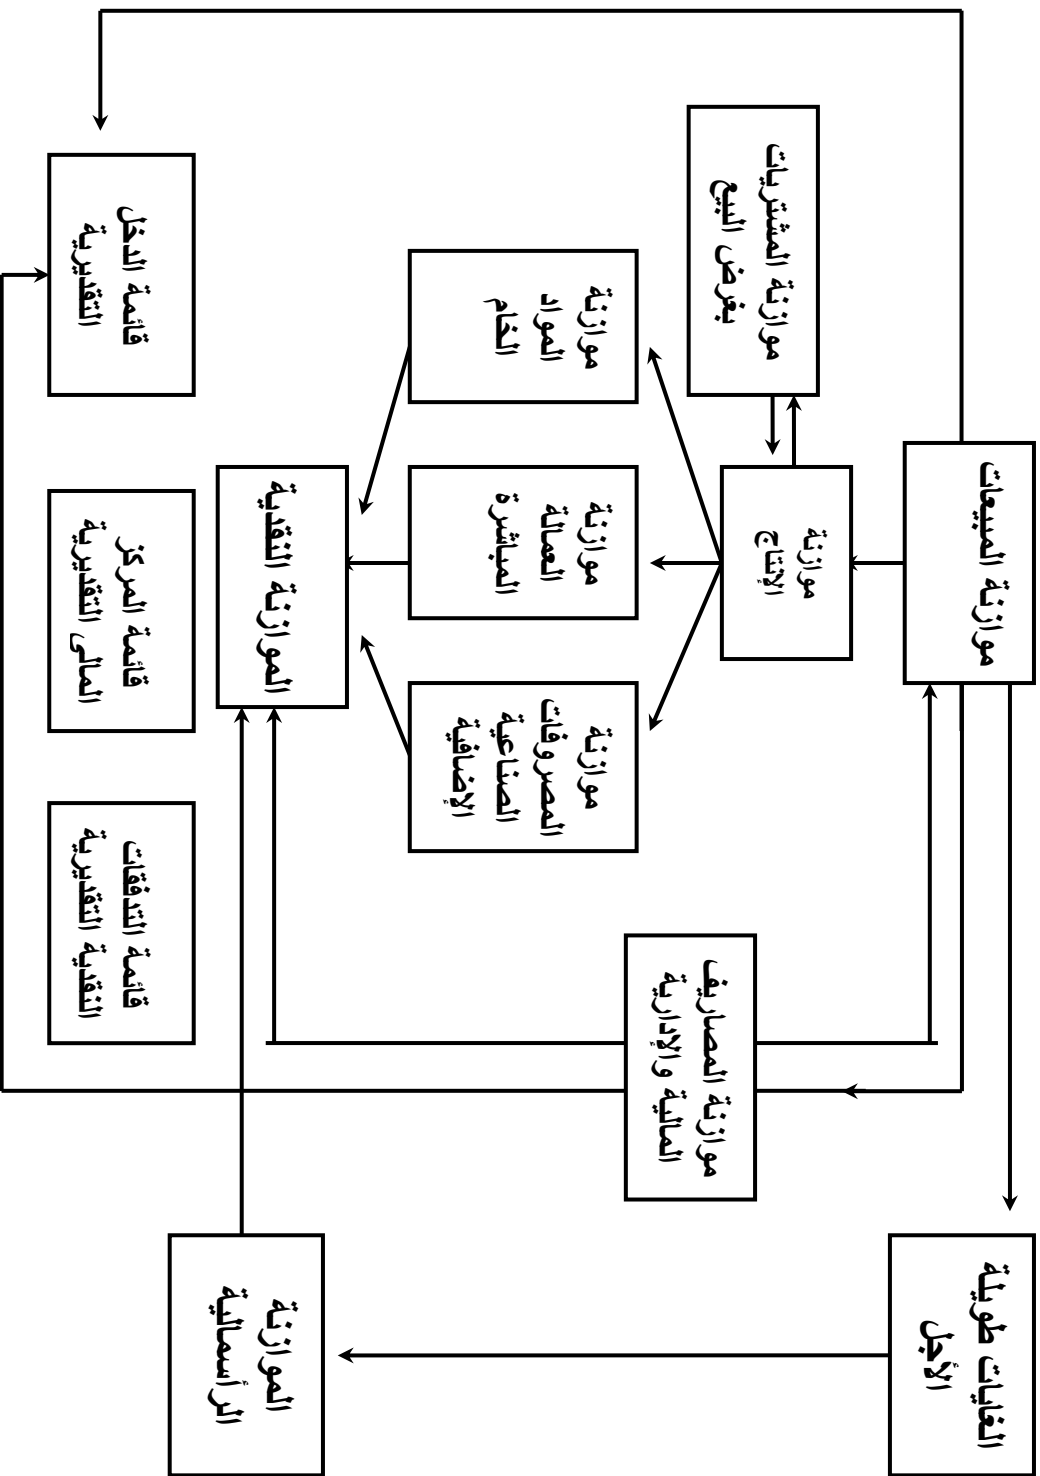 الغايات طويلة
الأجل
موازنة المبيعات
موازنة
الإنتاج
موازنة المشتريات
بغرض البيع
موازنة المصاريف
المالية والإدارية
موازنة
المصروفات
الصناعية
الإضافية
موازنة
العمالة
المباشرة
موازنة
المواد
الخام
الموازنة
الرأسمالية
الموازنة النقدية
قائمة التدفقات
النقدية التقديرية
قائمة المركز
المالى التقديرية
قائمة الدخل
التقديرية